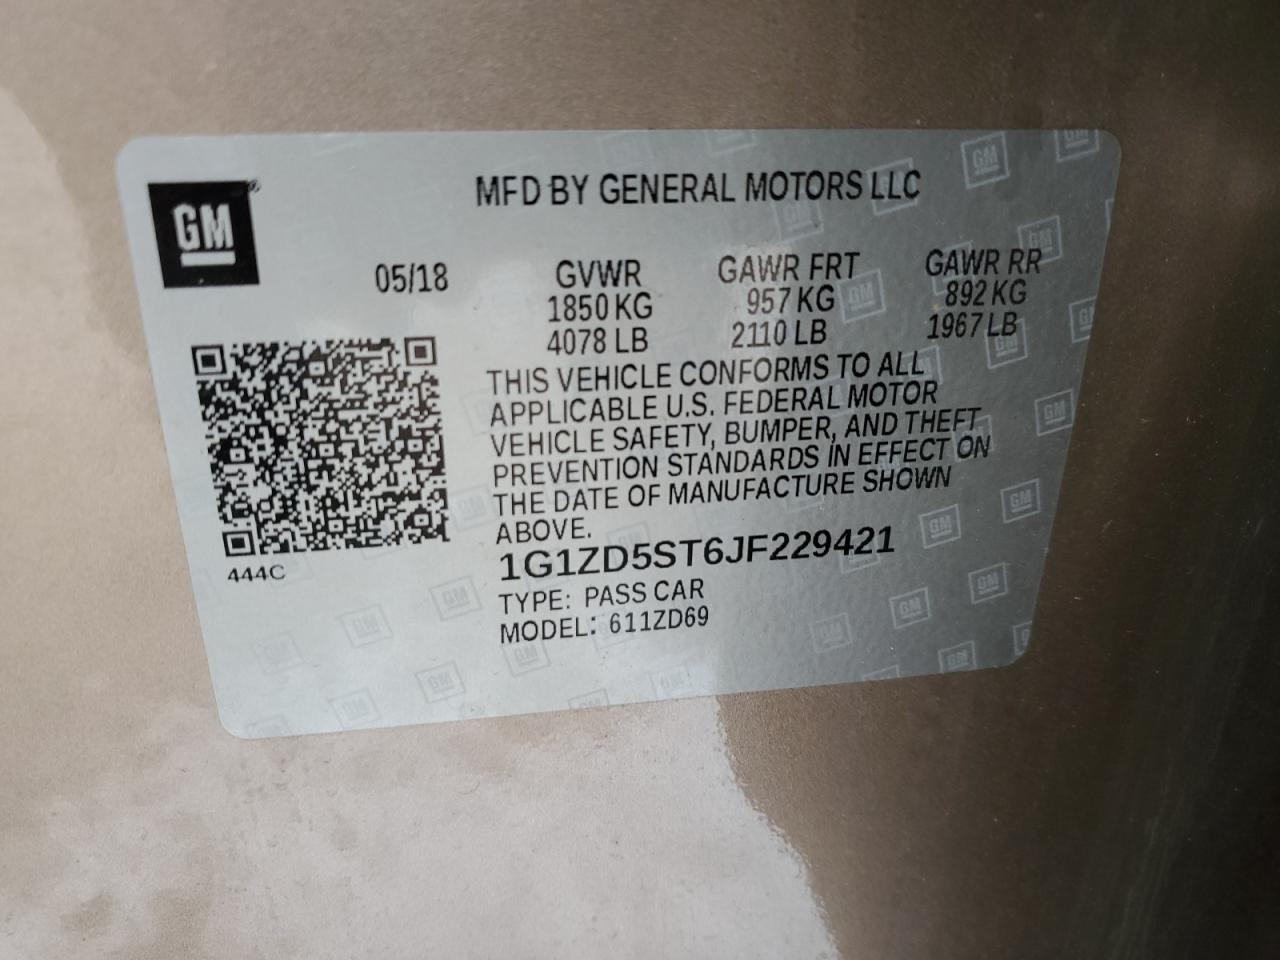 GM
MFD BY GENERAL MOTORS LLC
05/18 GVWR GAWR FRT GAWR RR
1850 KG 957 KG 892 KG
4078 LB 2110 LB 1967 LB
THIS VEHICLE CONFORMS TO ALL
APPLICABLE U.S. FEDERAL MOTOR
VEHICLE SAFETY, BUMPER, AND THEFT
PREVENTION STANDARDS IN EFFECT ON
THE DATE OF MANUFACTURE SHOWN
ABOVE.
444C
1G1ZD5ST6JF229421
TYPE: PASS CAR
MODEL: 611ZD69